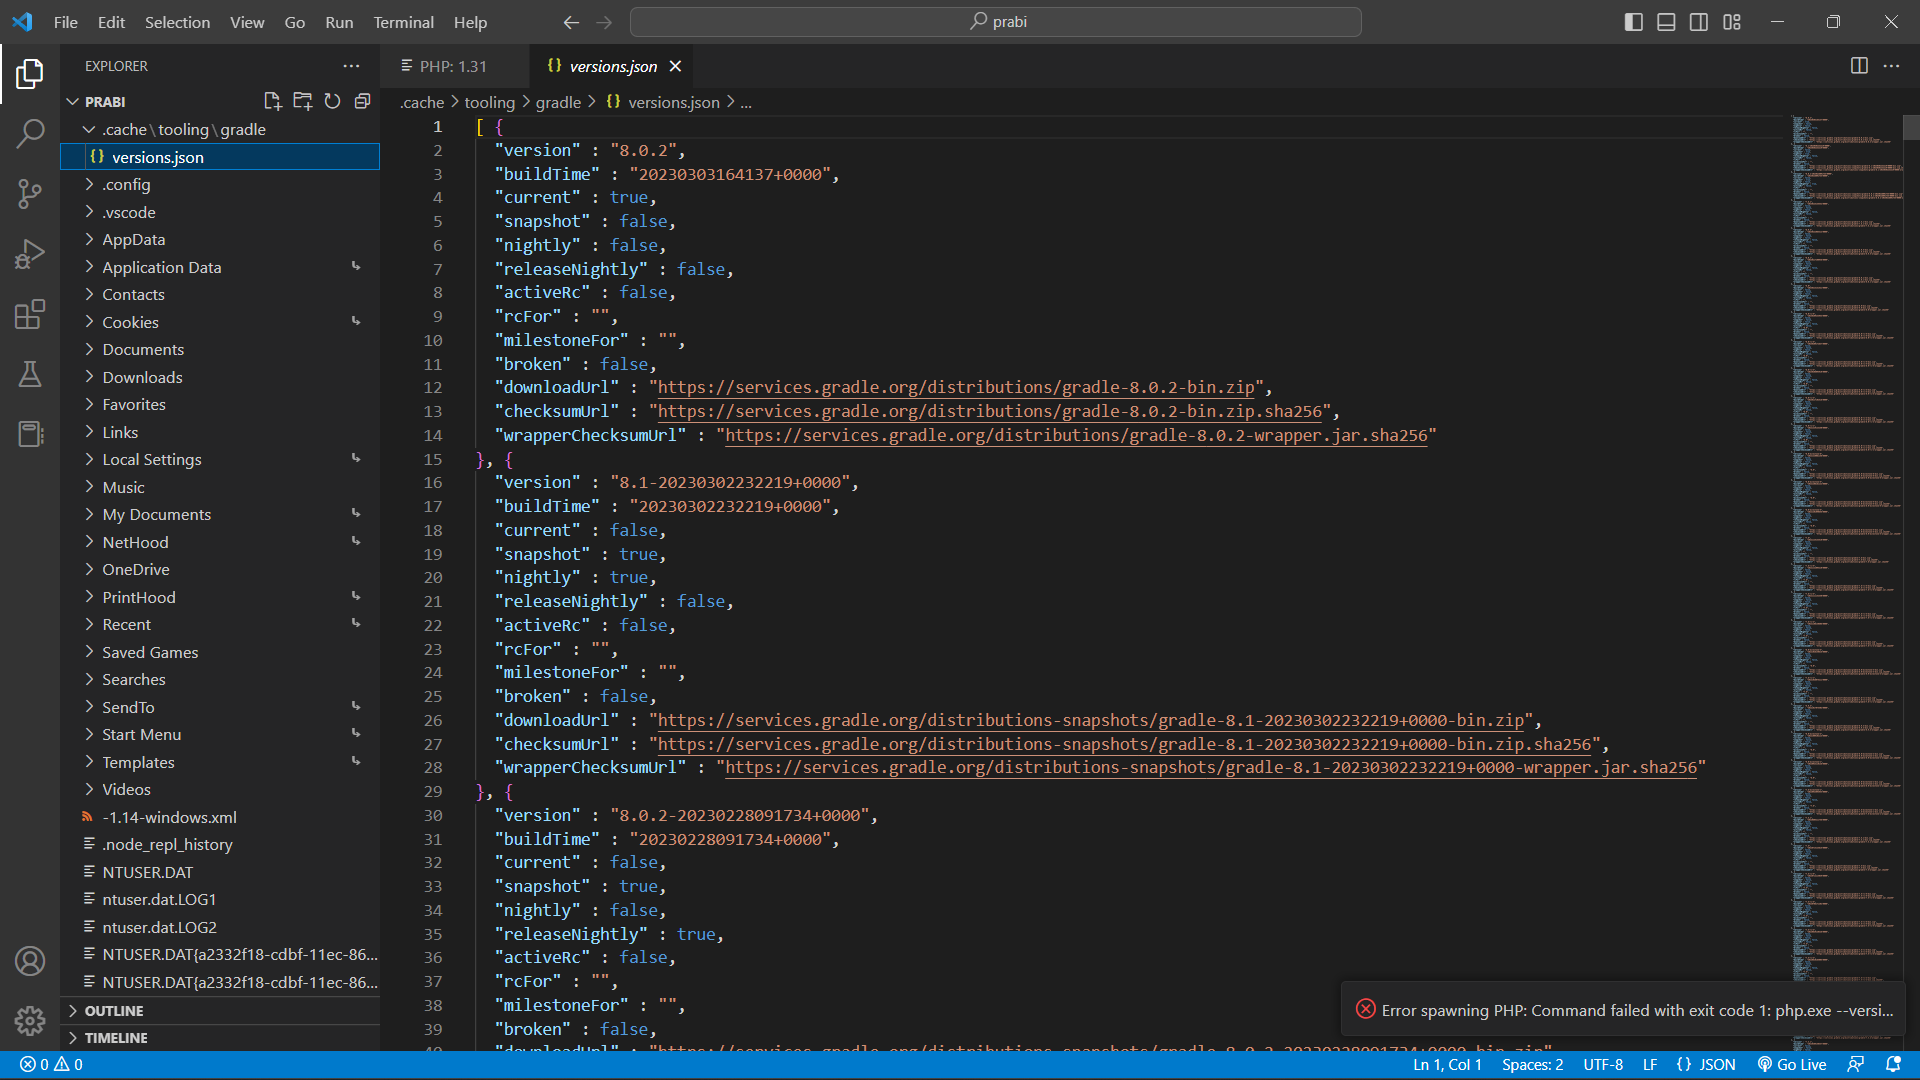 File Edit Selection View Go Run Terminal Help
prabi
EXPLORER
PHP: 1.31
versions.json
PRABI
.cache > tooling > gradle > {} versions.json > ...
.cache\tooling\gradle
{} versions.json
.config
.vscode
AppData
Application Data
Contacts
Cookies
Documents
Downloads
Favorites
Links
Local Settings
Music
My Documents
NetHood
OneDrive
PrintHood
Recent
Saved Games
Searches
SendTo
Start Menu
Templates
Videos
-1.14-windows.xml
.node_repl_history
NTUSER.DAT
ntuser.dat.LOG1
ntuser.dat.LOG2
NTUSER.DAT{a2332f18-cdbf-11ec-86...
NTUSER.DAT{a2332f18-cdbf-11ec-86...
OUTLINE
TIMELINE
1 [ {
2 "version" : "8.0.2",
3 "buildTime" : "20230303164137+0000",
4 "current" : true,
5 "snapshot" : false,
6 "nightly" : false,
7 "releaseNightly" : false,
8 "activeRc" : false,
9 "rcFor" : "",
10 "milestoneFor" : "",
11 "broken" : false,
12 "downloadUrl" : "https://services.gradle.org/distributions/gradle-8.0.2-bin.zip",
13 "checksumUrl" : "https://services.gradle.org/distributions/gradle-8.0.2-bin.zip.sha256",
14 "wrapperChecksumUrl" : "https://services.gradle.org/distributions/gradle-8.0.2-wrapper.jar.sha256"
15 }, {
16 "version" : "8.1-20230302232219+0000",
17 "buildTime" : "20230302232219+0000",
18 "current" : false,
19 "snapshot" : true,
20 "nightly" : true,
21 "releaseNightly" : false,
22 "activeRc" : false,
23 "rcFor" : "",
24 "milestoneFor" : "",
25 "broken" : false,
26 "downloadUrl" : "https://services.gradle.org/distributions-snapshots/gradle-8.1-20230302232219+0000-bin.zip",
27 "checksumUrl" : "https://services.gradle.org/distributions-snapshots/gradle-8.1-20230302232219+0000-bin.zip.sha256",
28 "wrapperChecksumUrl" : "https://services.gradle.org/distributions-snapshots/gradle-8.1-20230302232219+0000-wrapper.jar.sha256"
29 }, {
30 "version" : "8.0.2-20230228091734+0000",
31 "buildTime" : "20230228091734+0000",
32 "current" : false,
33 "snapshot" : true,
34 "nightly" : false,
35 "releaseNightly" : true,
36 "activeRc" : false,
37 "rcFor" : "",
38 "milestoneFor" : "",
39 "broken" : false,
40 "downloadUrl" : "https://services.gradle.org/distributions-snapshots/gradle-8.0.2-20230228091734+0000-bin.zip"
Error spawning PHP: Command failed with exit code 1: php.exe --versi...
0 0
Ln 1, Col 1 Spaces: 2 UTF-8 LF {} JSON Go Live